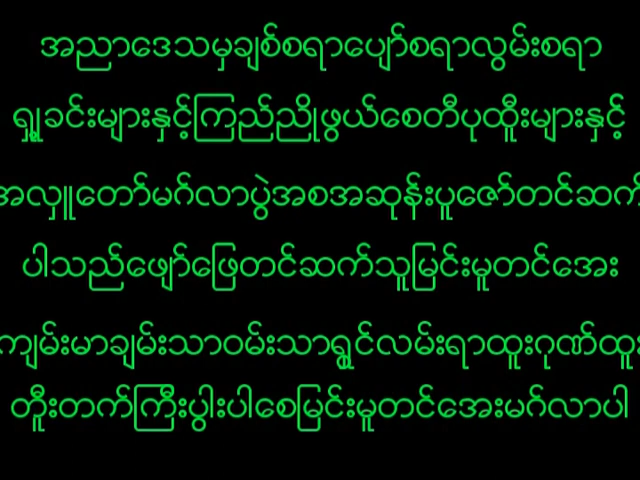 အညာဒေသမှချစ်စရာပျော်စရာလွမ်းစရာ
ရှုခင်းများနှင့်ကြည်ညိုဖွယ်စေတီပုထိုးများနှင့်
အလှူတော်မင်္ဂလာပွဲအစအဆုန်းပူဇော်တင်ဆက်
ပါသည်ဖျော်ဖြေတင်ဆက်သူမြင်းမူတင်အေး
ကျမ်းမာချမ်းသာဝမ်းသာရွှင်လမ်းရာထူးဂုဏ်ထူး
တိူးတက်ကြီးပွါးပါစေမြင်းမူတင်အေးမင်္ဂလာပါ